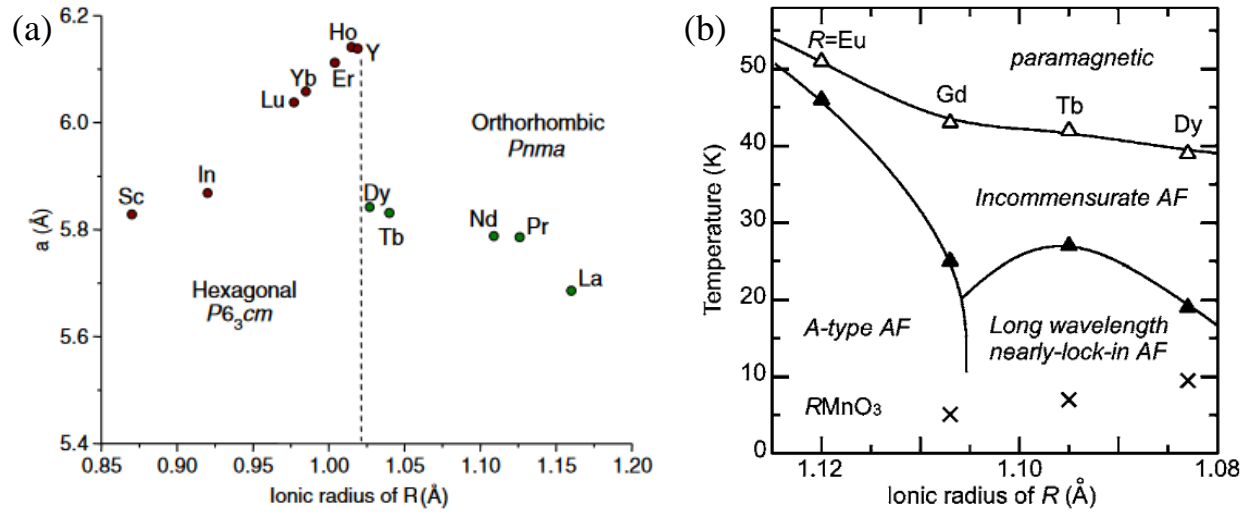 (a)
6.2
6.0
5.8
5.6
5.4
a (Å)
Ho
Y
Er
Yb
Lu
In
Sc
Dy
Tb
Nd
Pr
La
Orthorhombic
Pnma
Hexagonal
P6₃cm
0.85 0.90 0.95 1.00 1.05 1.10 1.15 1.20
Ionic radius of R (Å)
(b)
50
40
30
20
10
0
Temperature (K)
R=Eu
Gd
Tb
Dy
paramagnetic
Incommensurate AF
A-type AF
Long wavelength
nearly-lock-in AF
RMnO₃
1.12 1.10 1.08
Ionic radius of R (Å)